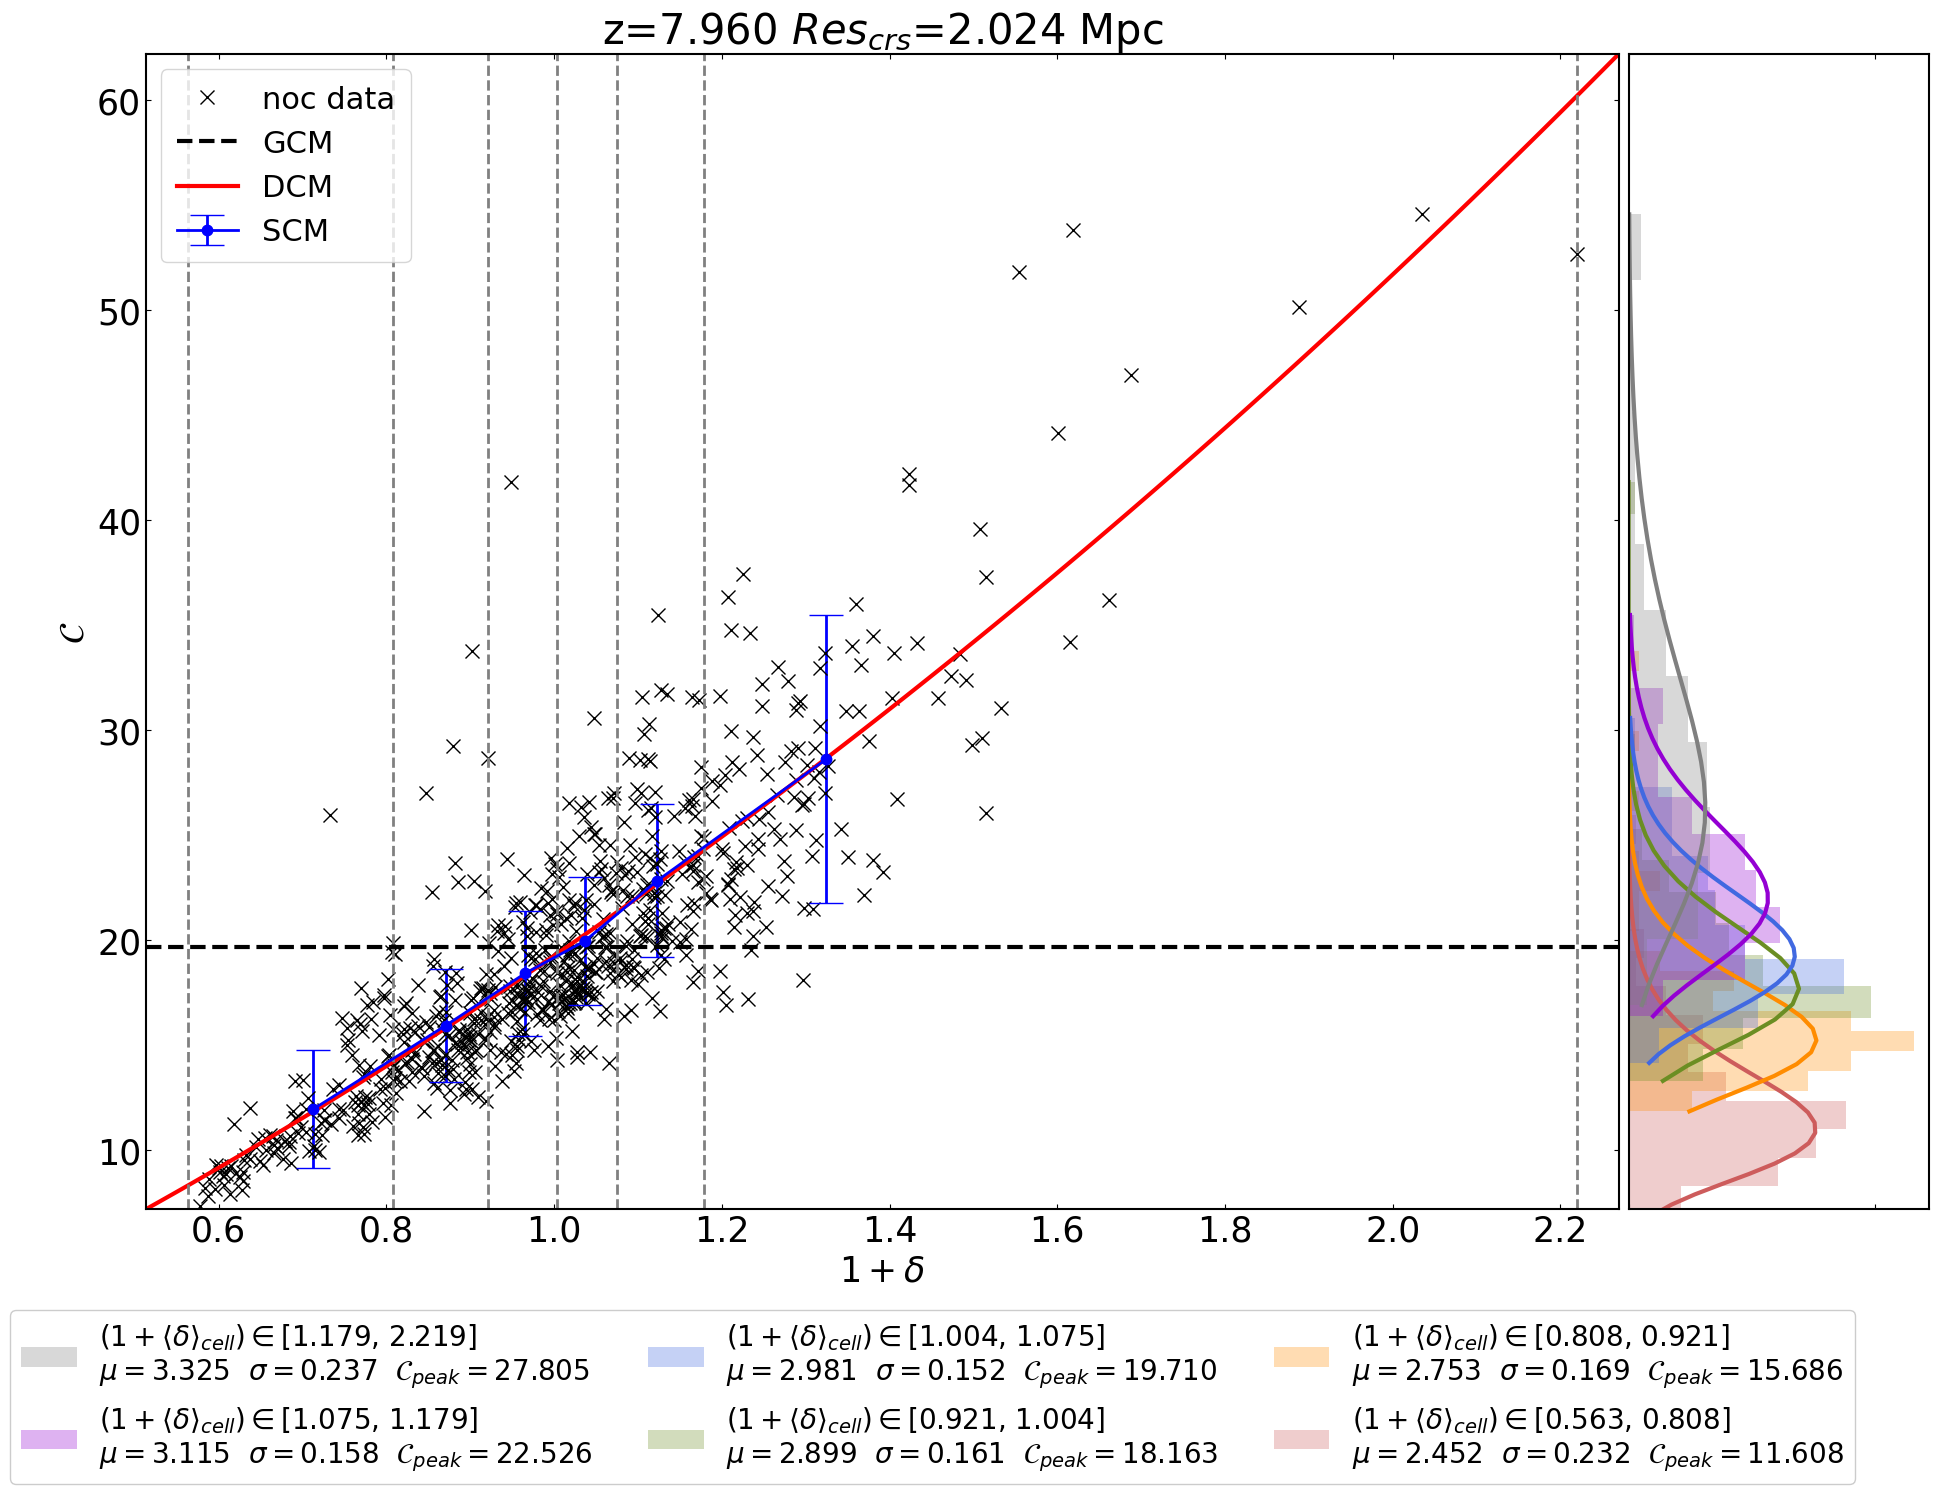 z=7.960 Res_crs=2.024 Mpc
noc data
GCM
DCM
SCM
60
50
40
30
20
10
𝒞
0.6 0.8 1.0 1.2 1.4 1.6 1.8 2.0 2.2
1 + δ
(1 + ⟨δ⟩_cell) ∈ [1.179, 2.219]
μ = 3.325 σ = 0.237 𝒞_peak = 27.805
(1 + ⟨δ⟩_cell) ∈ [1.075, 1.179]
μ = 3.115 σ = 0.158 𝒞_peak = 22.526
(1 + ⟨δ⟩_cell) ∈ [1.004, 1.075]
μ = 2.981 σ = 0.152 𝒞_peak = 19.710
(1 + ⟨δ⟩_cell) ∈ [0.921, 1.004]
μ = 2.899 σ = 0.161 𝒞_peak = 18.163
(1 + ⟨δ⟩_cell) ∈ [0.808, 0.921]
μ = 2.753 σ = 0.169 𝒞_peak = 15.686
(1 + ⟨δ⟩_cell) ∈ [0.563, 0.808]
μ = 2.452 σ = 0.232 𝒞_peak = 11.608